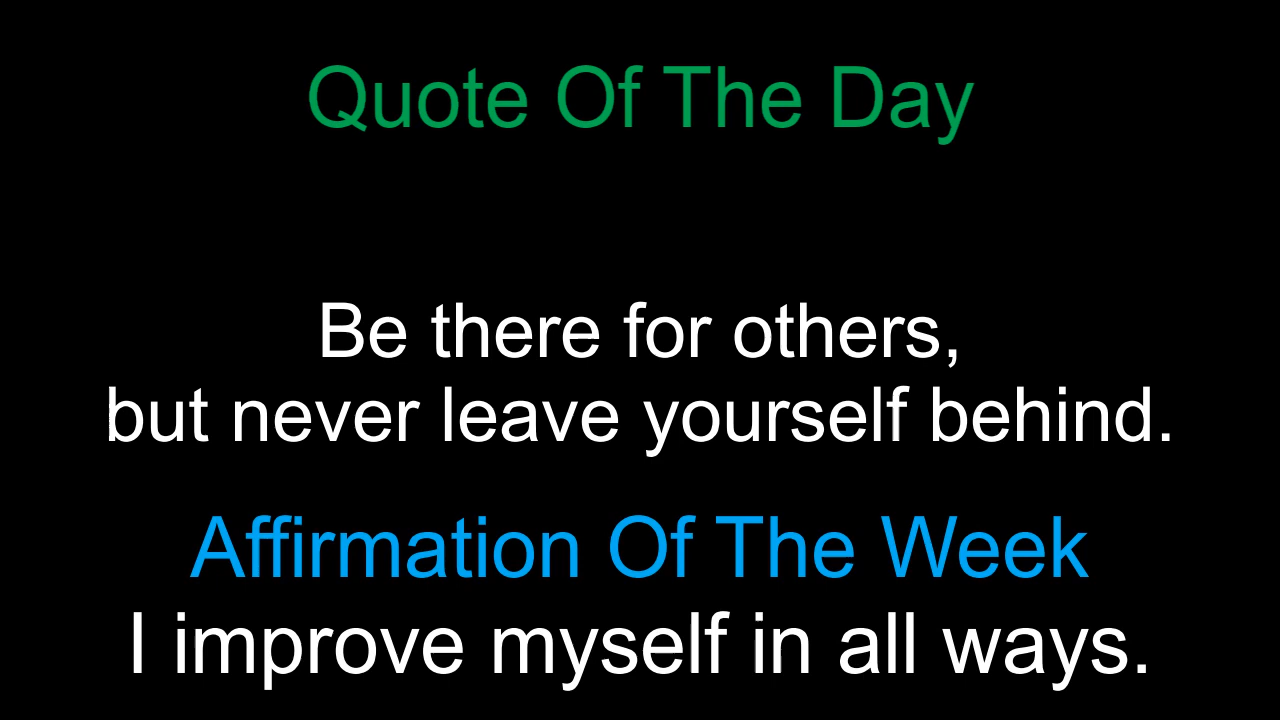 Quote Of The Day
Be there for others,
but never leave yourself behind.
Affirmation Of The Week
I improve myself in all ways.